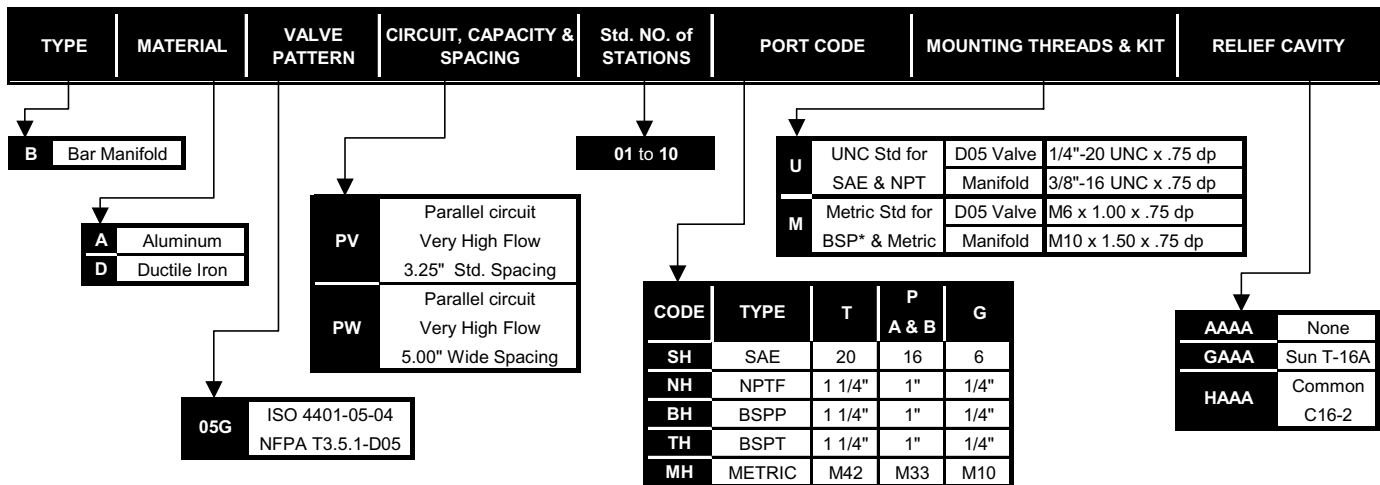 TYPE
MATERIAL
VALVE
PATTERN
CIRCUIT, CAPACITY &
SPACING
Std. NO. of
STATIONS
PORT CODE
MOUNTING THREADS & KIT
RELIEF CAVITY
B Bar Manifold
A Aluminum
D Ductile Iron
05G
ISO 4401-05-04
NFPA T3.5.1-D05
PV
Parallel circuit
Very High Flow
3.25" Std. Spacing
PW
Parallel circuit
Very High Flow
5.00" Wide Spacing
01 to 10
CODE TYPE T P A & B G
SH SAE 20 16 6
NH NPTF 1 1/4" 1" 1/4"
BH BSPP 1 1/4" 1" 1/4"
TH BSPT 1 1/4" 1" 1/4"
MH METRIC M42 M33 M10
U
UNC Std for D05 Valve 1/4"-20 UNC x .75 dp
SAE & NPT Manifold 3/8"-16 UNC x .75 dp
M
Metric Std for D05 Valve M6 x 1.00 x .75 dp
BSP* & Metric Manifold M10 x 1.50 x .75 dp
AAAA None
GAAA Sun T-16A
HAAA Common
C16-2